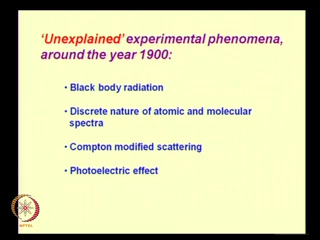 ‘Unexplained’ experimental phenomena,
around the year 1900:
• Black body radiation
• Discrete nature of atomic and molecular
spectra
• Compton modified scattering
• Photoelectric effect
NPTEL